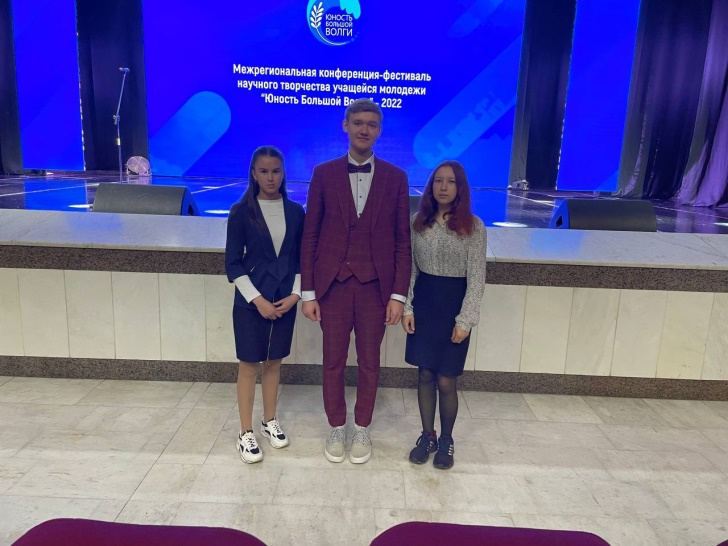 ЮНОСТЬ
БОЛЬШОЙ
ВОЛГИ
Межрегиональная конференция-фестиваль
научного творчества учащейся молодежи
"Юность Большой 2022